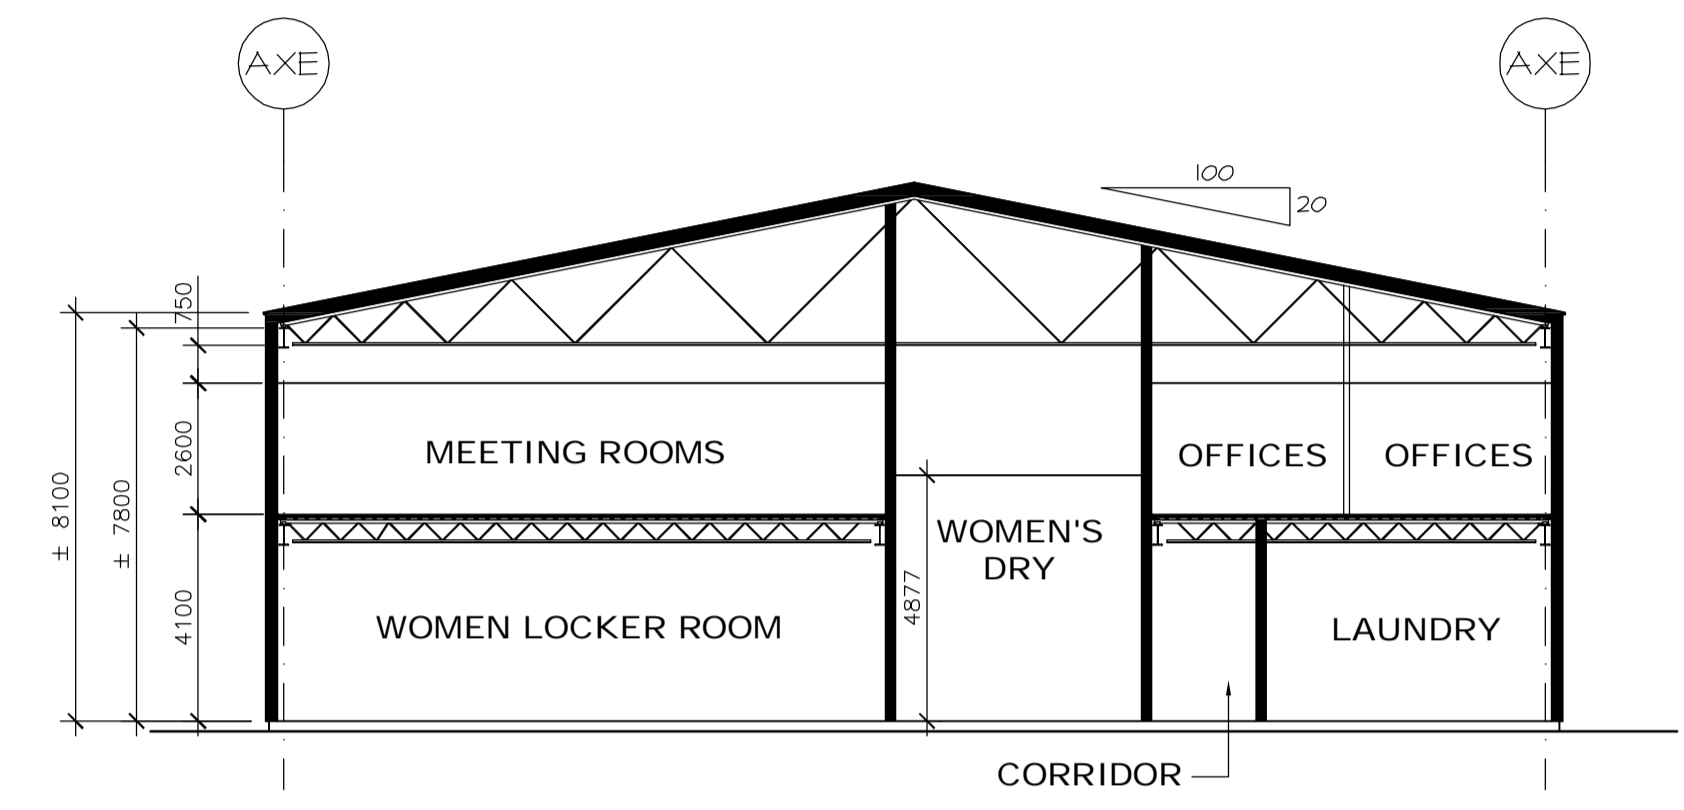 AXE
AXE
100
20
750
2600
± 8100
± 7800
4100
4877
MEETING ROOMS
OFFICES
OFFICES
WOMEN'S
DRY
WOMEN LOCKER ROOM
LAUNDRY
CORRIDOR